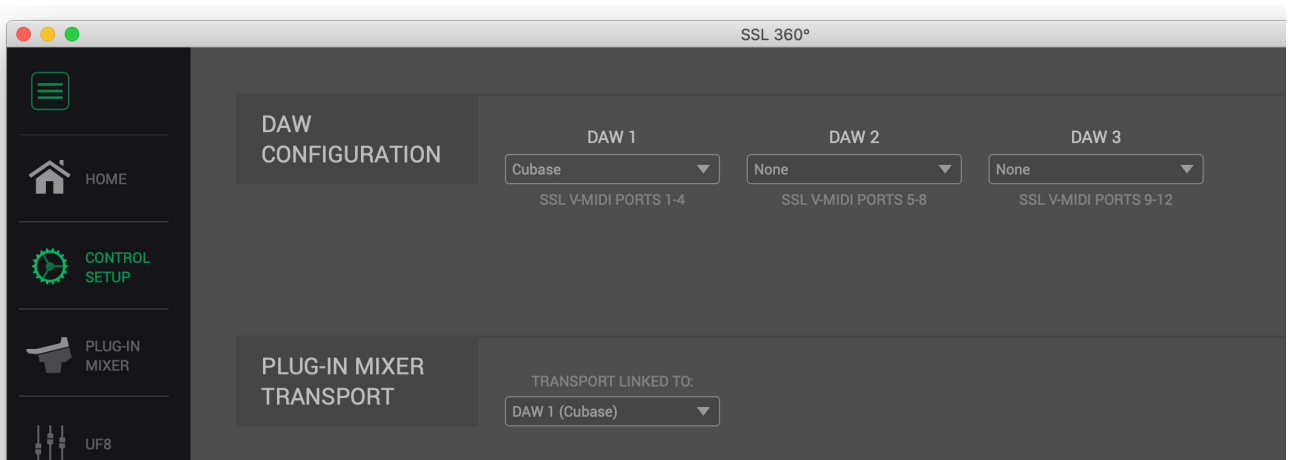 SSL 360°
HOME
CONTROL
SETUP
PLUG-IN
MIXER
UF8
DAW
CONFIGURATION
DAW 1
DAW 2
DAW 3
Cubase
None
None
SSL V-MIDI PORTS 1-4
SSL V-MIDI PORTS 5-8
SSL V-MIDI PORTS 9-12
PLUG-IN MIXER
TRANSPORT
TRANSPORT LINKED TO:
DAW 1 (Cubase)